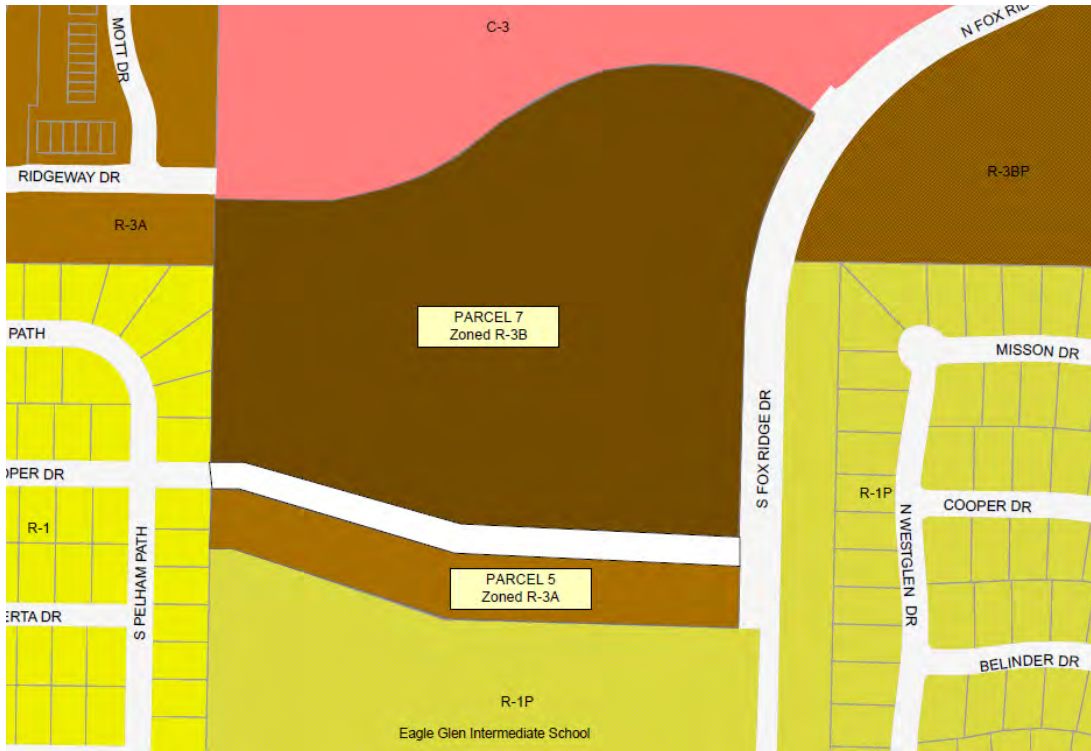 C-3
N FOX RID
MOTT DR
RIDGEWAY DR
R-3A
R-3BP
PARCEL 7
Zoned R-3B
PATH
MISSON DR
S FOX RIDGE DR
OPER DR
R-1
R-1P
N WESTGLEN DR
COOPER DR
S PELHAM PATH
PARCEL 5
Zoned R-3A
ERTA DR
BELINDER DR
R-1P
Eagle Glen Intermediate School